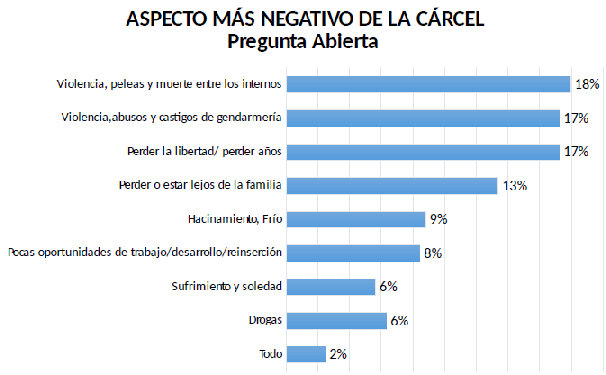 ASPECTO MÁS NEGATIVO DE LA CÁRCEL
Pregunta Abierta
Violencia, peleas y muerte entre los internos 18%
Violencia,abusos y castigos de gendarmería 17%
Perder la libertad/ perder años 17%
Perder o estar lejos de la familia 13%
Hacinamiento, Frío 9%
Pocas oportunidades de trabajo/desarrollo/reinserción 8%
Sufrimiento y soledad 6%
Drogas 6%
Todo 2%